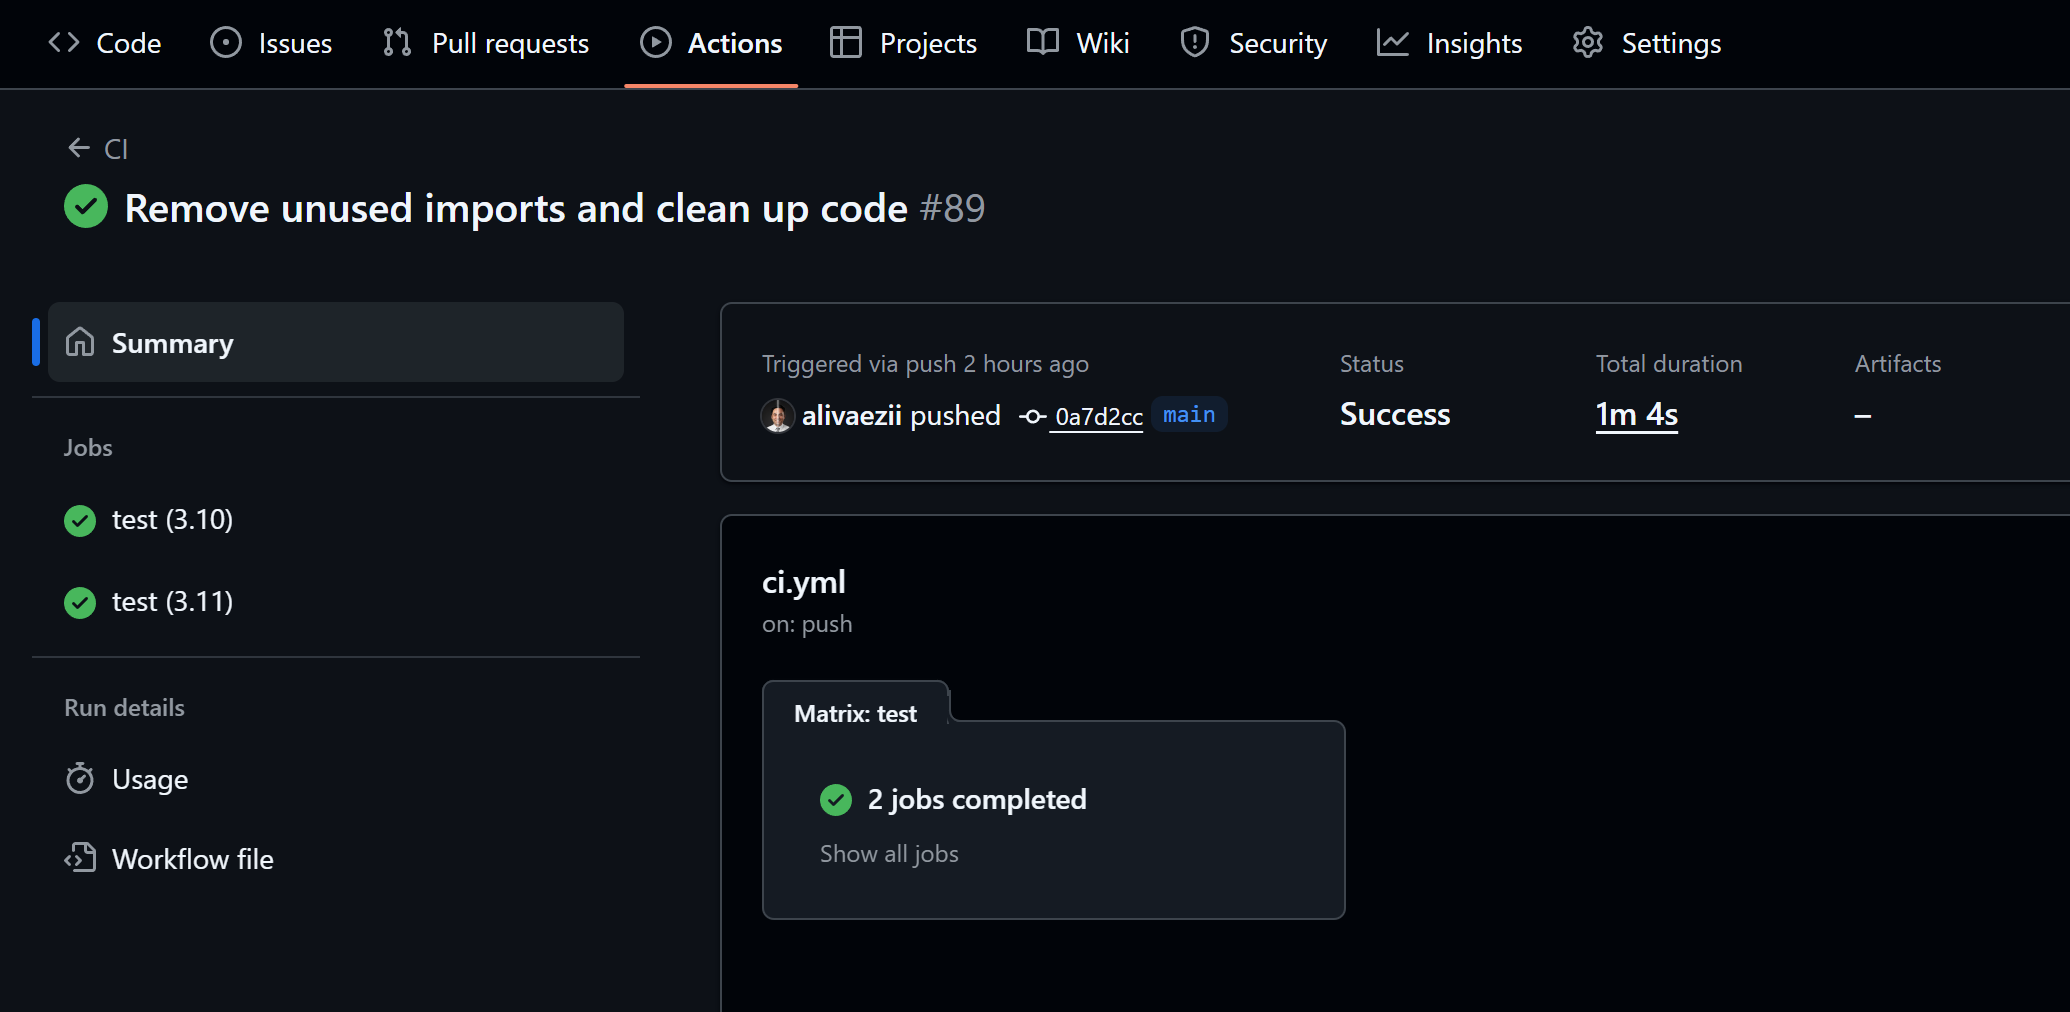 Code Issues Pull requests Actions Projects Wiki Security Insights Settings
CI
Remove unused imports and clean up code #89
Summary
Jobs
test (3.10)
test (3.11)
Run details
Usage
Workflow file
Triggered via push 2 hours ago
alivaezii pushed 0a7d2cc main
Status
Success
Total duration
1m 4s
Artifacts
–
ci.yml
on: push
Matrix: test
2 jobs completed
Show all jobs